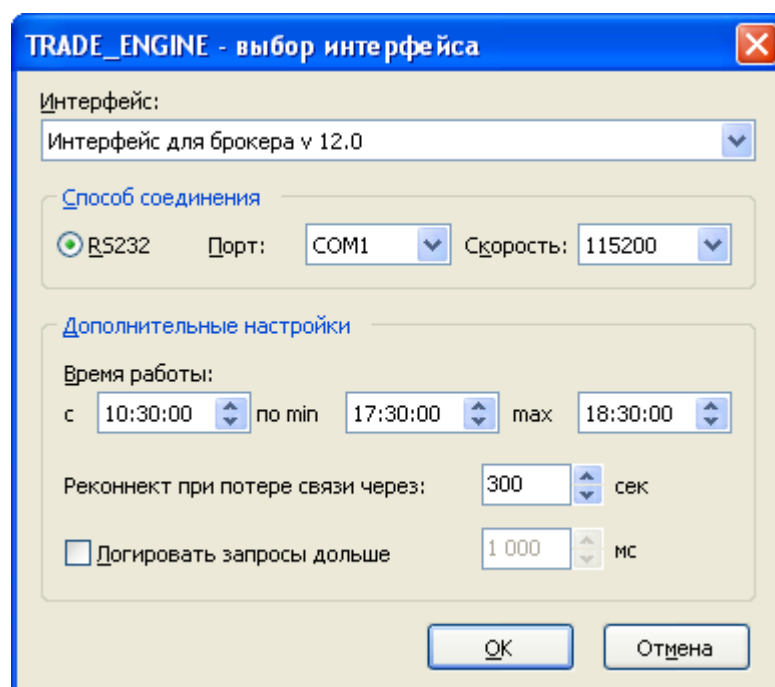 TRADE_ENGINE - выбор интерфейса
Интерфейс:
Интерфейс для брокера v 12.0
Способ соединения
RS232 Порт: COM1 Скорость: 115200
Дополнительные настройки
Время работы:
с 10:30:00 по min 17:30:00 max 18:30:00
Реконнект при потере связи через: 300 сек
Логировать запросы дольше 1 000 мс
OK Отмена